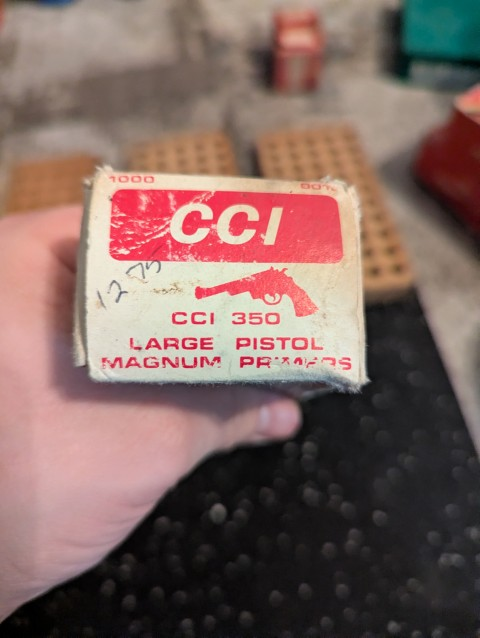 1000
CCI
12 75
CCI 350
LARGE PISTOL
MAGNUM PRIMERS